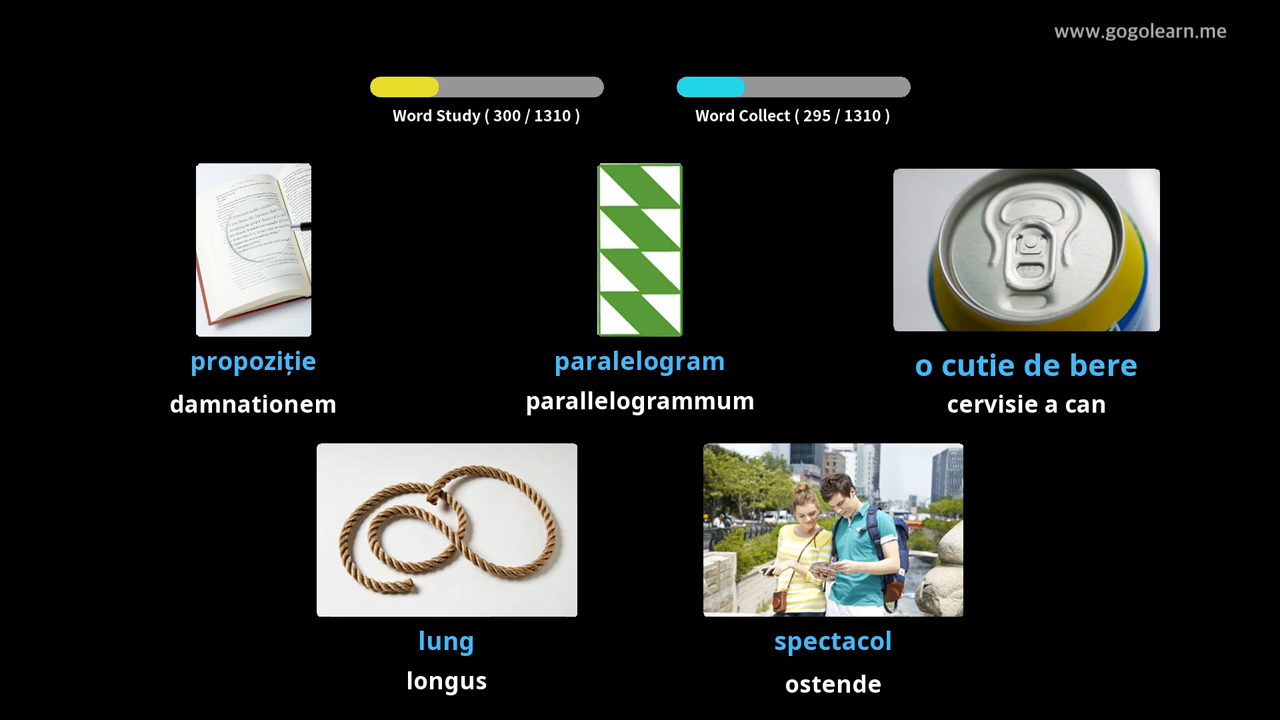 www.gogolearn.me
Word Study ( 300 / 1310 )
Word Collect ( 295 / 1310 )
propoziție
damnationem
paralelogram
parallelogrammum
o cutie de bere
cervisie a can
lung
longus
spectacol
ostende